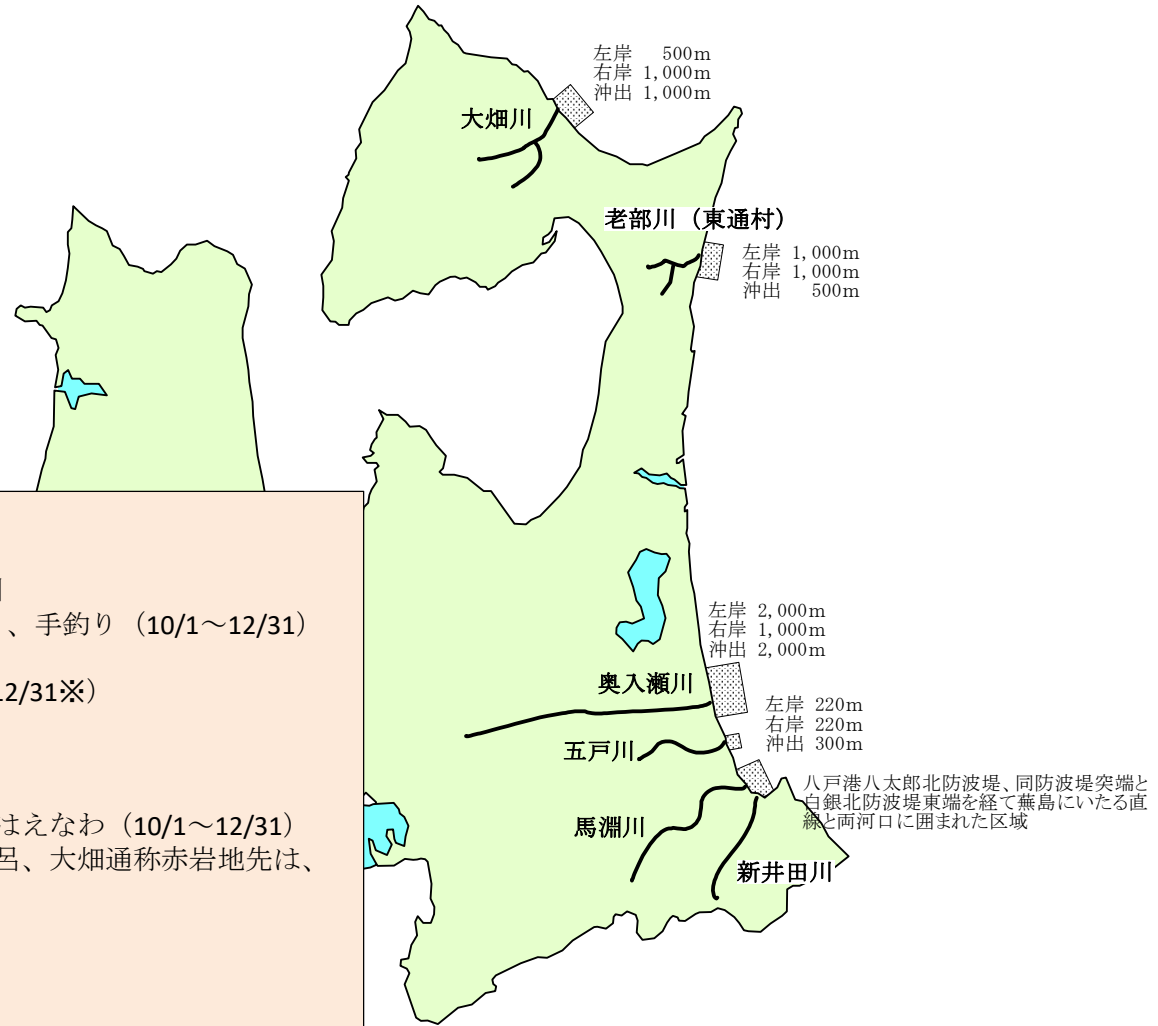 左岸 500m
右岸 1,000m
沖出 1,000m
大畑川
老部川（東通村）
左岸 1,000m
右岸 1,000m
沖出 500m
、手釣り（10/1～12/31）
12/31※）
はえなわ（10/1～12/31）
呂、大畑通称赤岩地先は、
左岸 2,000m
右岸 1,000m
沖出 2,000m
奥入瀬川
左岸 220m
右岸 220m
沖出 300m
五戸川
八戸港八太郎北防波堤、同防波堤突端と
白銀北防波堤東端を経て蕪島にいたる直
線と両河口に囲まれた区域
馬淵川
新井田川